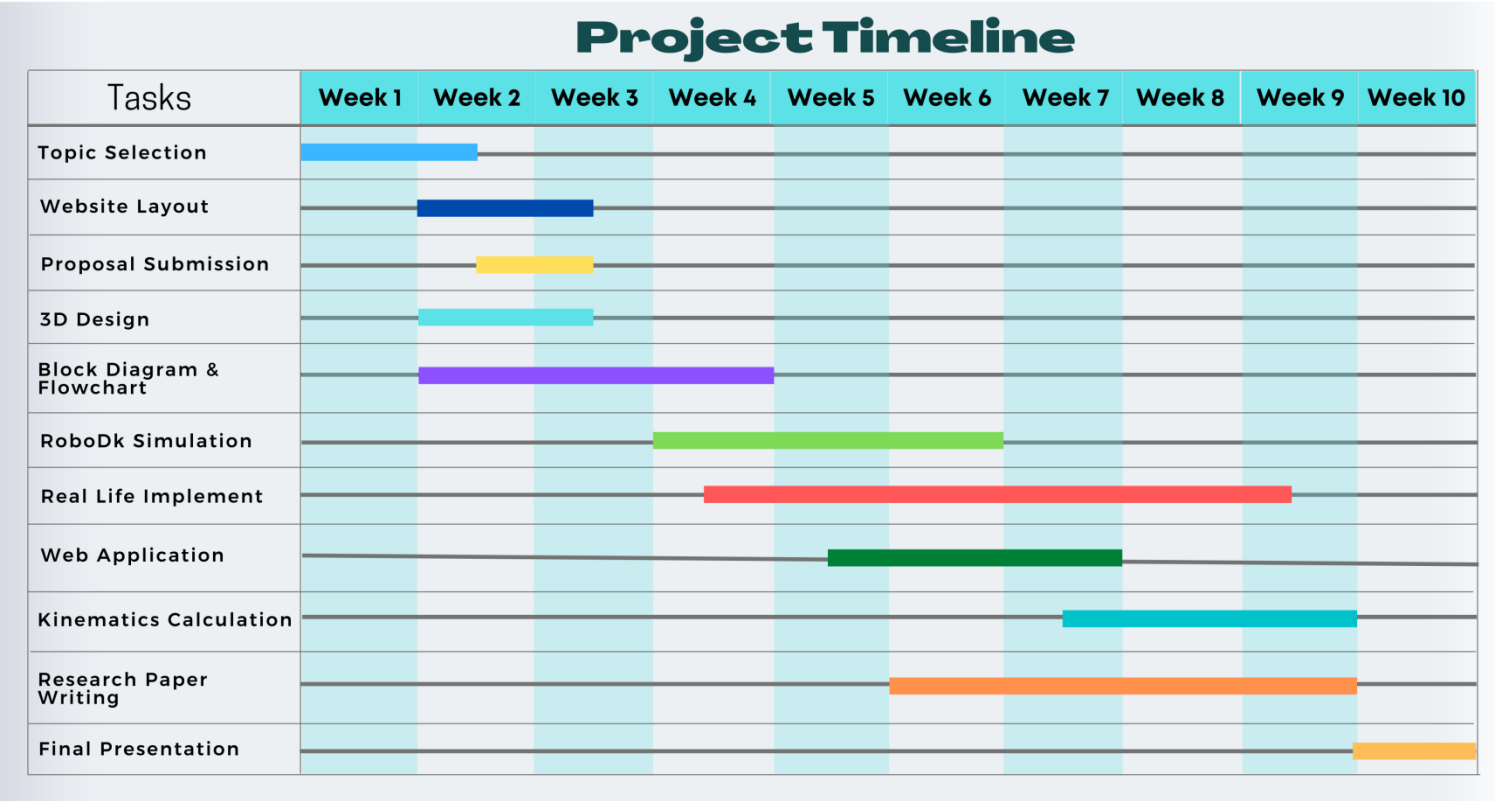 Project Timeline
Tasks Week 1 Week 2 Week 3 Week 4 Week 5 Week 6 Week 7 Week 8 Week 9 Week 10
Topic Selection
Website Layout
Proposal Submission
3D Design
Block Diagram &
Flowchart
RoboDk Simulation
Real Life Implement
Web Application
Kinematics Calculation
Research Paper
Writing
Final Presentation